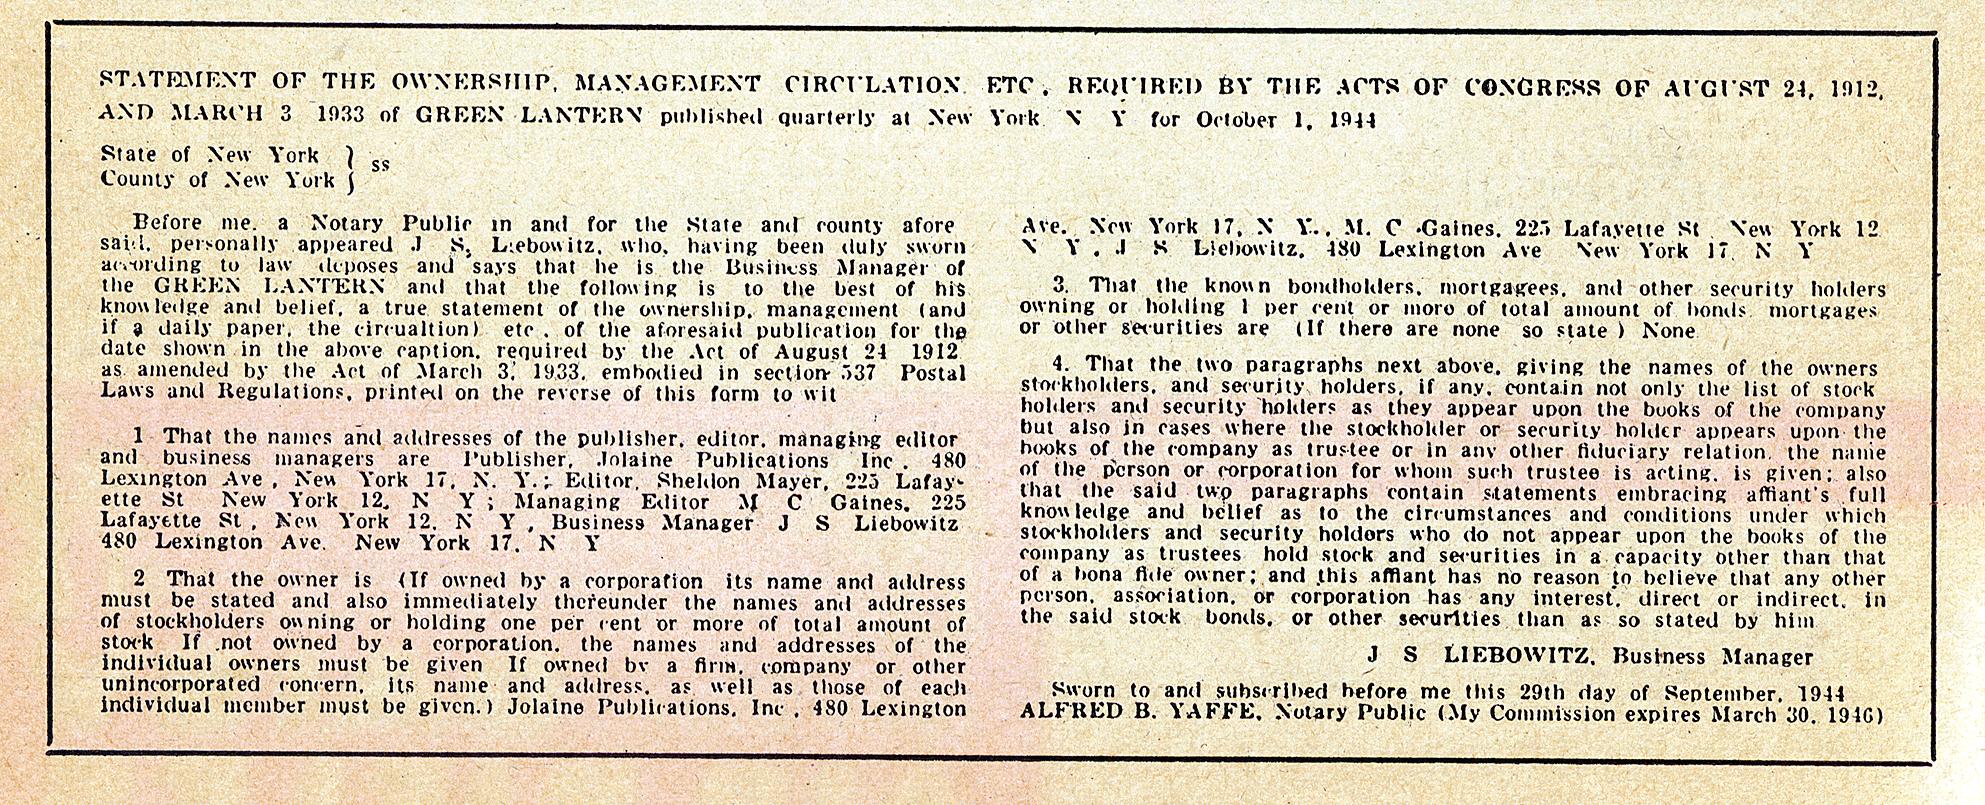 STATEMENT OF THE OWNERSHIP, MANAGEMENT CIRCULATION ETC, REQUIRED BY THE ACTS OF CONGRESS OF AUGUST 24, 1912,
AND MARCH 3 1933 of GREEN LANTERN published quarterly at New York N Y for October 1, 1944
State of New York } ss
County of New York }
Before me, a Notary Public in and for the State and county afore
said, personally appeared J S, Liebowitz, who, having been duly sworn
according to law deposes and says that he is the Business Manager of
the GREEN LANTERN and that the following is to the best of his
knowledge and belief, a true statement of the ownership, management (and
if a daily paper, the circualtion) etc, of the aforesaid publication for the
date shown in the above caption, required by the Act of August 24 1912
as amended by the Act of March 3, 1933, embodied in section 537 Postal
Laws and Regulations, printed on the reverse of this form to wit
1 That the names and addresses of the publisher, editor, managing editor
and business managers are Publisher, Jolaine Publications Inc. 480
Lexington Ave, New York 17, N. Y.; Editor, Sheldon Mayer, 225 Lafay-
ette St New York 12, N Y; Managing Editor M C Gaines, 225
Lafayette St, New York 12, N Y, Business Manager J S Liebowitz
480 Lexington Ave. New York 17, N Y
2 That the owner is (If owned by a corporation its name and address
must be stated and also immediately thereunder the names and addresses
of stockholders owning or holding one per cent or more of total amount of
stock If not owned by a corporation, the names and addresses of the
individual owners must be given If owned by a firm, company or other
unincorporated concern, its name and address, as well as those of each
individual member must be given.) Jolaine Publications, Inc, 480 Lexington
Ave. New York 17, N Y., M. C Gaines, 225 Lafayette St New York 12
N Y, J S Liebowitz, 480 Lexington Ave New York 17, N Y
3. That the known bondholders, mortgagees, and other security holders
owning or holding 1 per cent or more of total amount of bonds mortgages
or other securities are (If there are none so state) None
4. That the two paragraphs next above, giving the names of the owners
stockholders, and security holders, if any, contain not only the list of stock
holders and security holders as they appear upon the books of the company
but also in cases where the stockholder or security holder appears upon the
books of the company as trustee or in any other fiduciary relation, the name
of the person or corporation for whom such trustee is acting, is given; also
that the said two paragraphs contain statements embracing affiant's full
knowledge and belief as to the circumstances and conditions under which
stockholders and security holders who do not appear upon the books of the
company as trustees hold stock and securities in a capacity other than that
of a bona fide owner; and this affiant has no reason to believe that any other
person, association, or corporation has any interest, direct or indirect, in
the said stock bonds, or other securities than as so stated by him
J S LIEBOWITZ, Business Manager
Sworn to and subscribed before me this 29th day of September, 1944
ALFRED B. YAFFE, Notary Public (My Commission expires March 30, 1946)